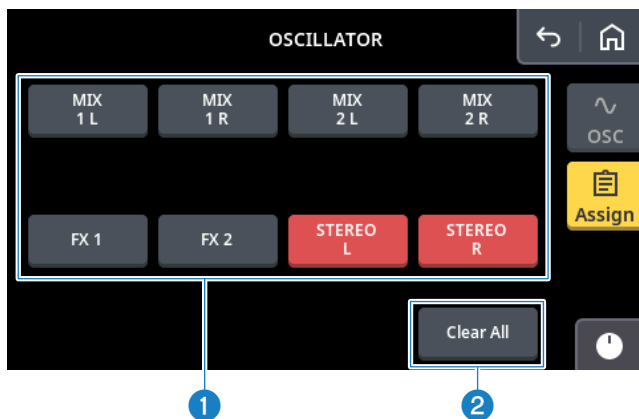 OSCILLATOR
MIX
1 L
MIX
1 R
MIX
2 L
MIX
2 R
OSC
Assign
FX 1
FX 2
STEREO
L
STEREO
R
Clear All
1
2